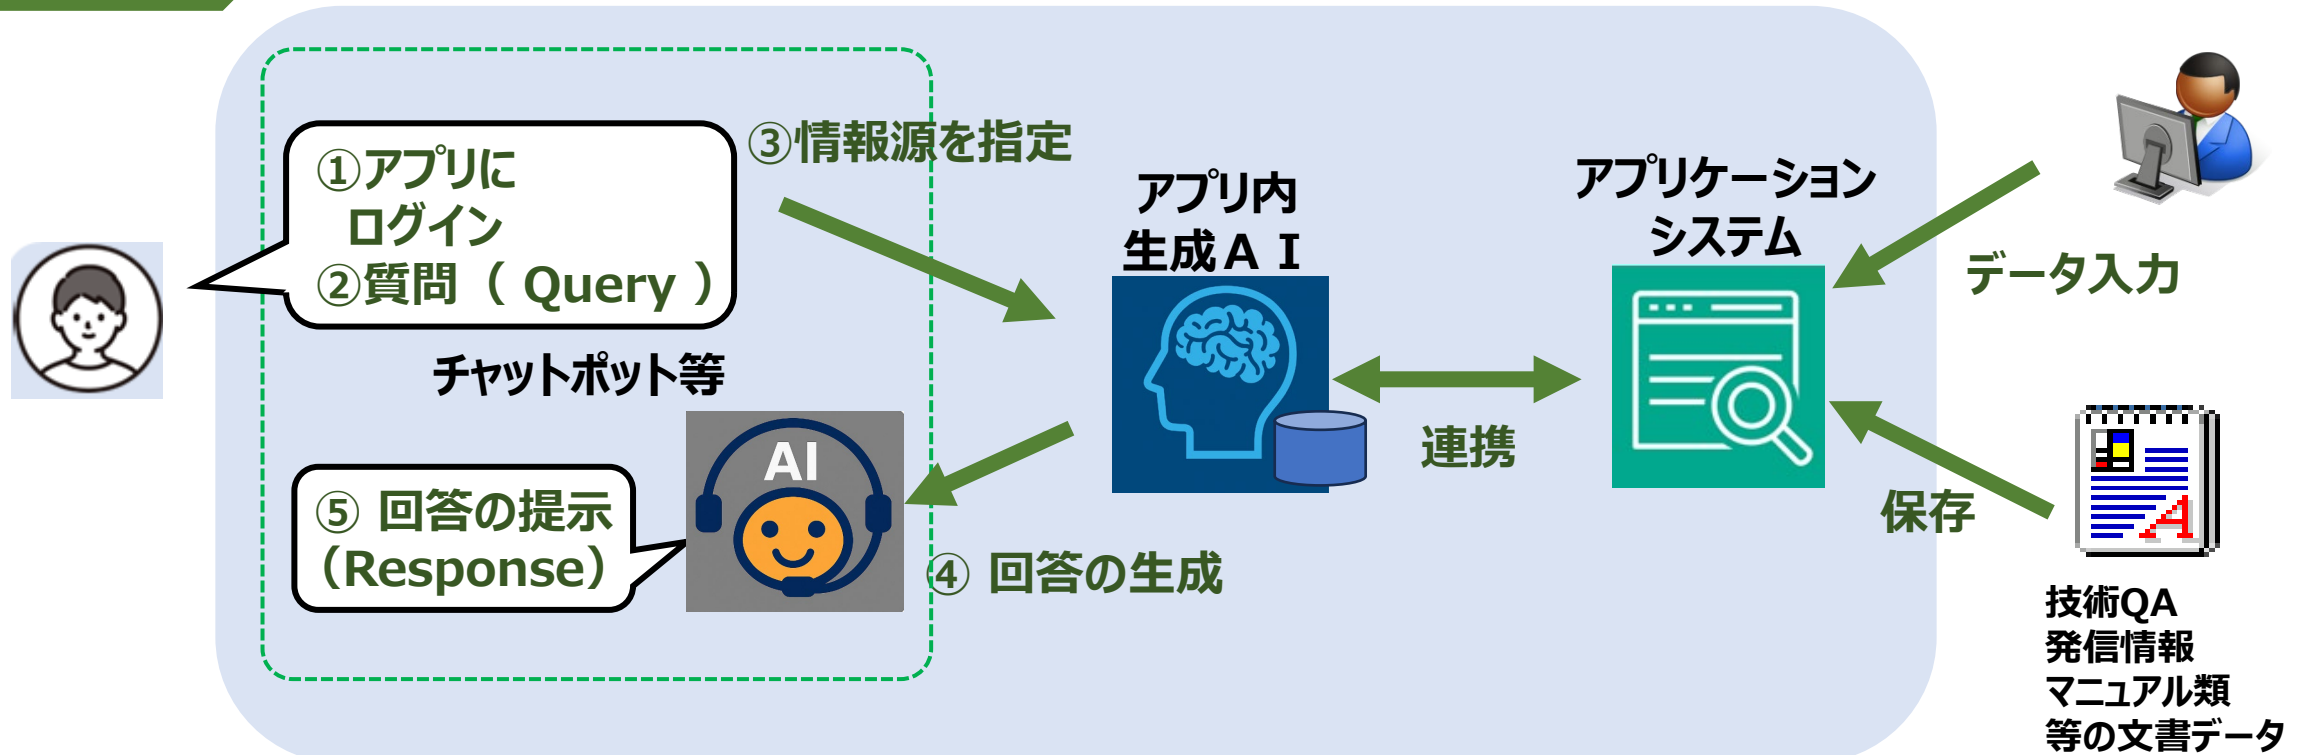 ①アプリに
ログイン
②質問（ Query ）
③情報源を指定
チャットポット等
アプリ内
生成ＡＩ
アプリケーション
システム
データ入力
連携
保存
AI
④ 回答の生成
⑤ 回答の提示
（Response）
技術QA
発信情報
マニュアル類
等の文書データ